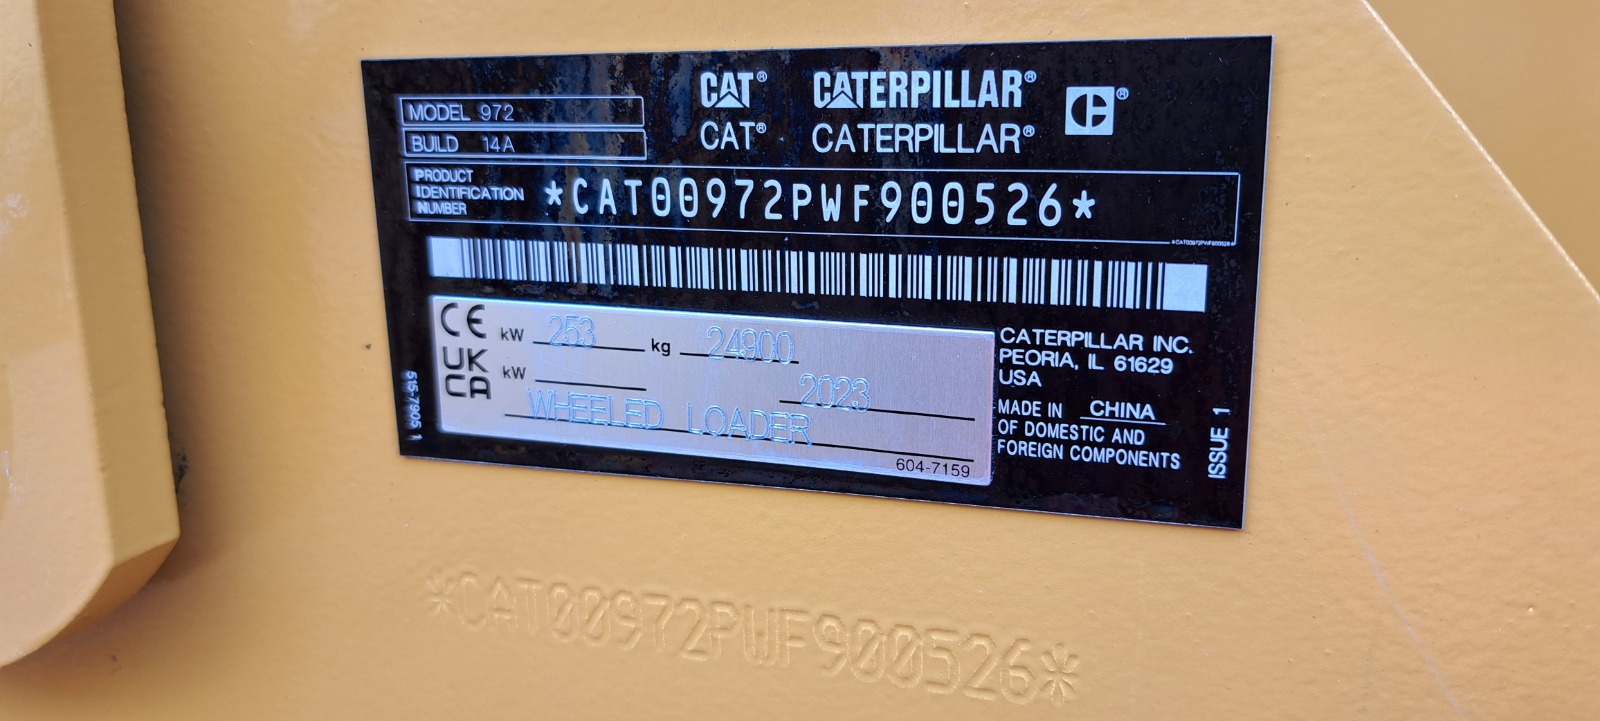 CAT® CATERPILLAR®
CAT® CATERPILLAR®
MODEL 972
BUILD 14A
PRODUCT
IDENTIFICATION
NUMBER
*CAT00972PWF900526*
*CAT00972PWF900526*
CE kW 253 kg 24900
UK
CA kW 2023
WHEELED LOADER
604-7159
515-7905 1
CATERPILLAR INC.
PEORIA, IL 61629
USA
MADE IN CHINA
OF DOMESTIC AND
FOREIGN COMPONENTS
ISSUE 1
*CAT00972PWF900526*